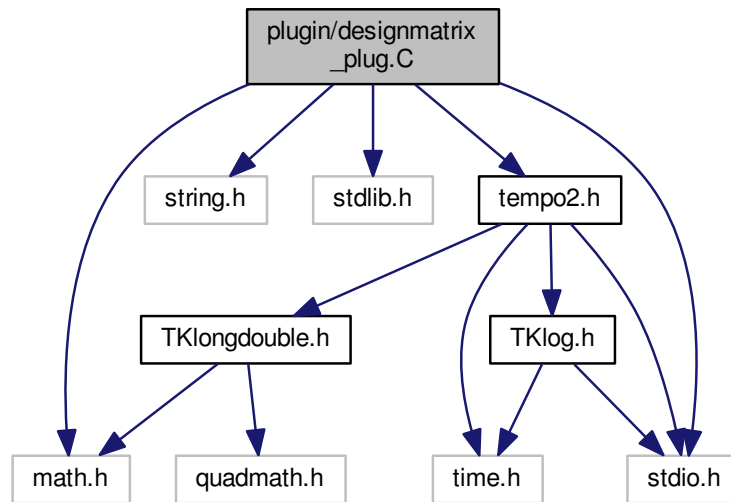 plugin/designmatrix
_plug.C
string.h
stdlib.h
tempo2.h
TKlongdouble.h
TKlog.h
math.h
quadmath.h
time.h
stdio.h